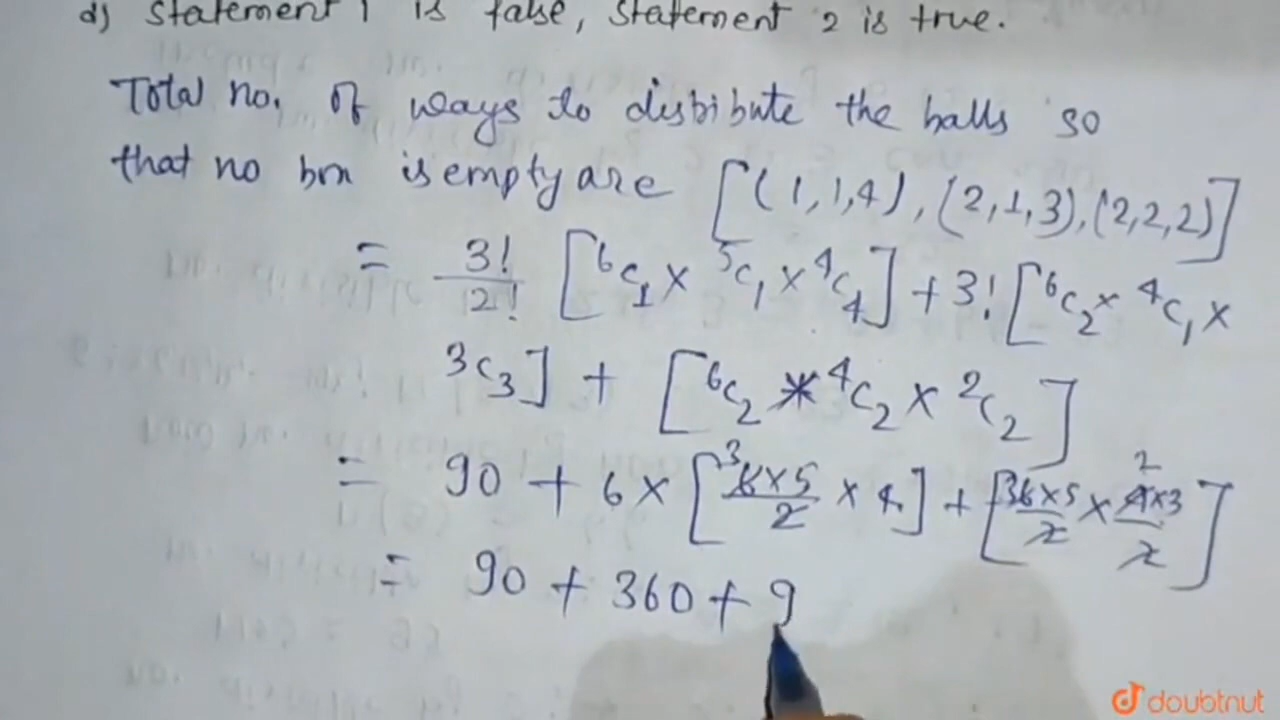 d) Statement 1 is false, Statement 2 is true.
Total no. of ways to distribute the balls so
that no box is empty are [(1,1,4), (2,1,3), (2,2,2)]
= 3!/2! [⁶C₁ × ⁵C₁ × ⁴C₄] + 3! [⁶C₂ × ⁴C₁ ×
³C₃] + [⁶C₂ × ⁴C₂ × ²C₂]
= 90 + 6 × [3 6×5/2 × 4] + [3 6×5/2 × 2 4×3/2]
= 90 + 360 + 9
doubtnut